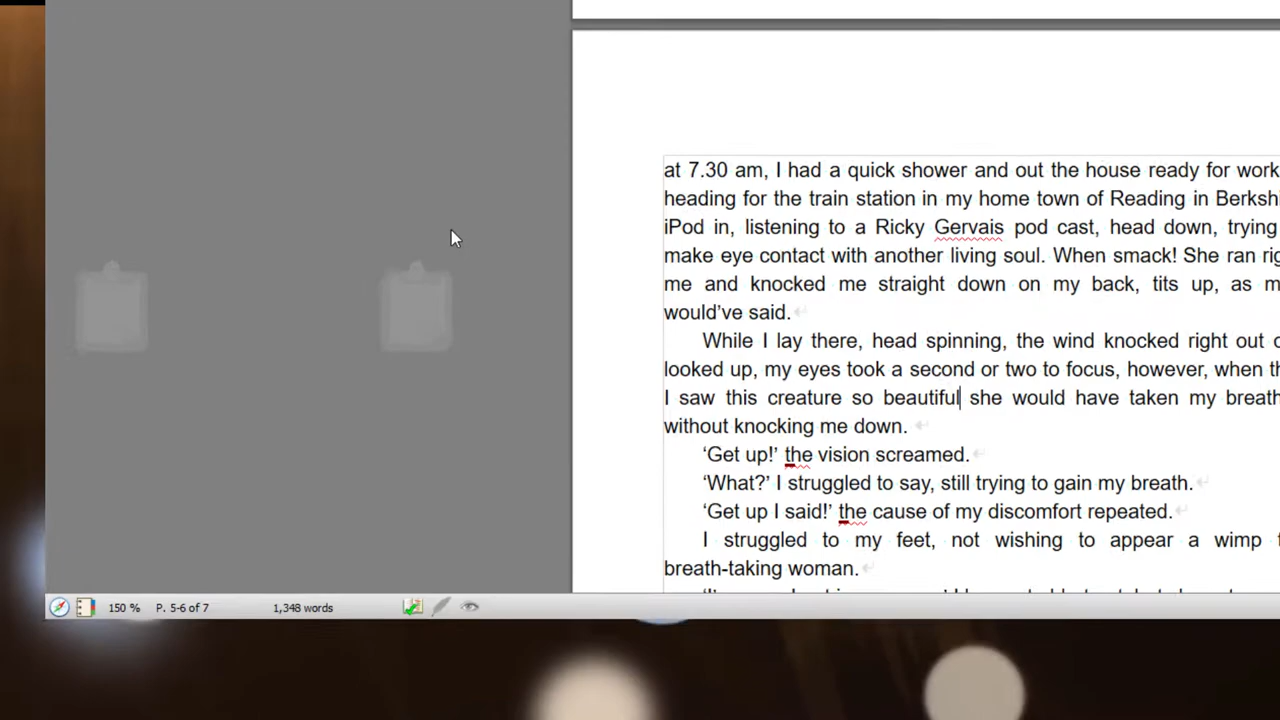 at 7.30 am, I had a quick shower and out the house ready for work
heading for the train station in my home town of Reading in
iPod in, listening to a Ricky Gervais pod cast, head down, trying
make eye contact with another living soul. When smack! She ran
me and knocked me straight down on my back, tits up, as
would’ve said.
While I lay there, head spinning, the wind knocked right out
looked up, my eyes took a second or two to focus, however, when
I saw this creature so beautiful she would have taken my breath
without knocking me down.
‘Get up!’ the vision screamed.
‘What?’ I struggled to say, still trying to gain my breath.
‘Get up I said!’ the cause of my discomfort repeated.
I struggled to my feet, not wishing to appear a wimp
breath-taking woman.
150 % P. 5-6 of 7 1,348 words